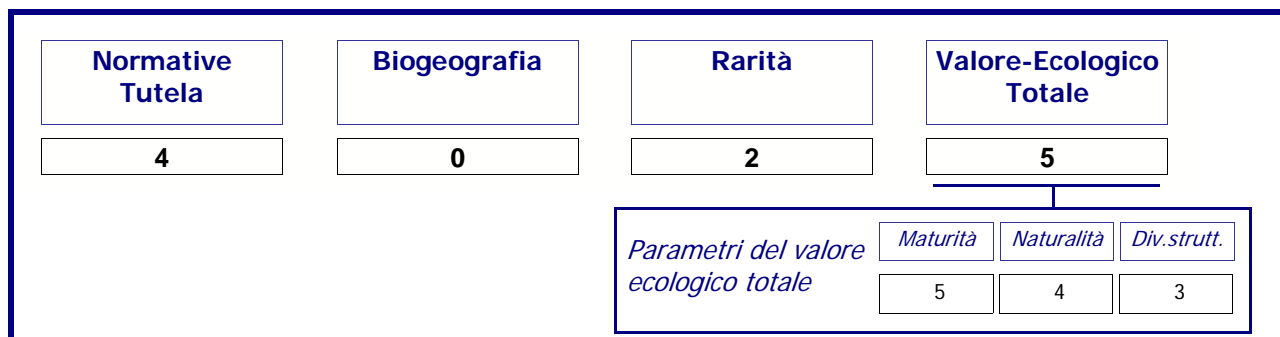 Normative
Tutela
Biogeografia
Rarità
Valore-Ecologico
Totale
4
0
2
5
Parametri del valore
ecologico totale
Maturità
Naturalità
Div.strutt.
5
4
3